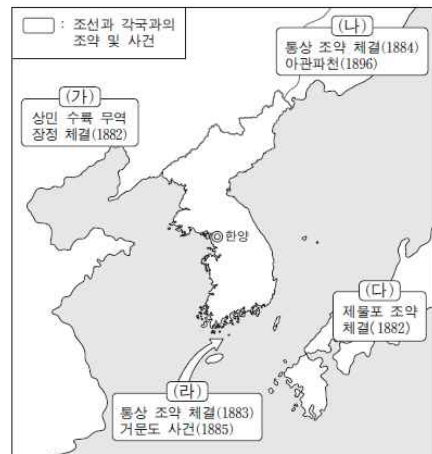 : 조선과 각국과의
조약 및 사건
(나)
통상 조약 체결(1884)
아관파천(1896)
(가)
상민 수륙 무역
장정 체결(1882)
한양
(다)
제물포 조약
체결(1882)
(라)
통상 조약 체결(1883)
거문도 사건(1885)